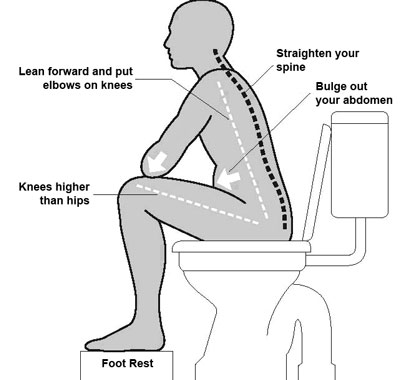 Straighten your
spine
Lean forward and put
elbows on knees
Bulge out
your abdomen
Knees higher
than hips
Foot Rest